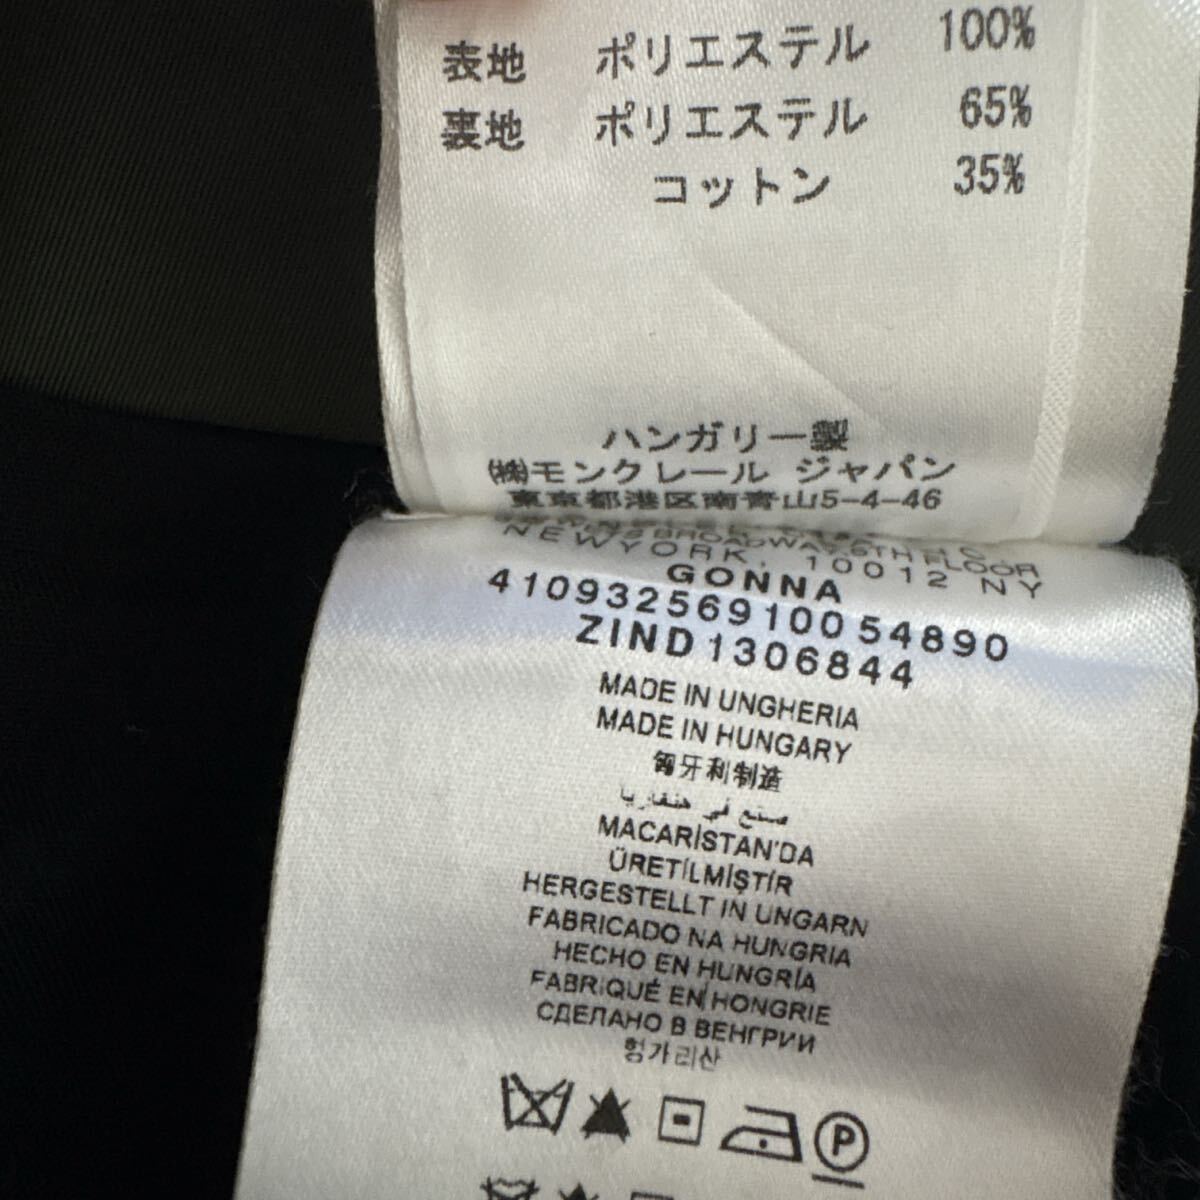 表地 ポリエステル 100%
裏地 ポリエステル 65%
コットン 35%
ハンガリー製
㈱モンクレール ジャパン
東京都港区南青山5-4-46
BROADWAY 5TH FLOOR
NEWYORK, 10012 NY
GONNA
41093256910054890
ZIND1306844
MADE IN UNGHERIA
MADE IN HUNGARY
匈牙利制造
صنع في هنغاريا
MACARİSTAN'DA
ÜRETİLMİŞTİR
HERGESTELLT IN UNGARN
FABRICADO NA HUNGRIA
HECHO EN HUNGRÍA
FABRIQUÉ EN HONGRIE
СДЕЛАНО В ВЕНГРИИ
헝가리산
P